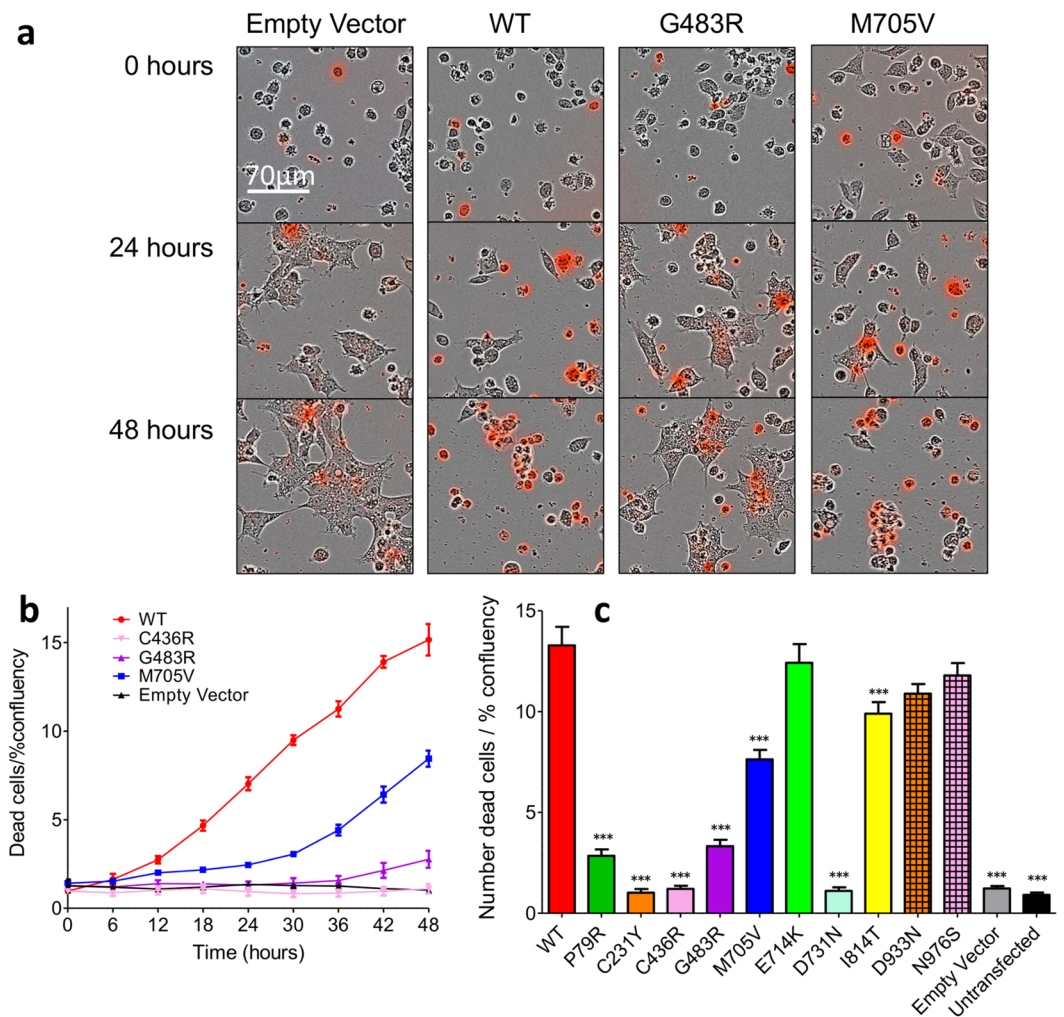 a
Empty Vector WT G483R M705V
0 hours
70µm
24 hours
48 hours
b
WT
C436R
G483R
M705V
Empty Vector
Dead cells/%confluency
15
10
5
0
0 6 12 18 24 30 36 42 48
Time (hours)
c
Number dead cells / % confluency
15
10
5
0
*** *** *** *** *** *** *** *** ***
WT P79R C231Y C436R G483R M705V E714K D731N I814T D933N N976S Empty Vector Untransfected